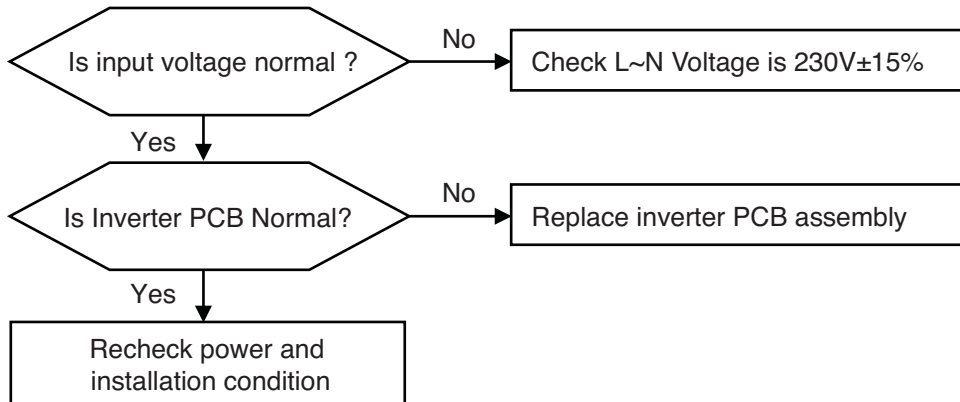 Is input voltage normal ?
No
Check L~N Voltage is 230V±15%
Yes
Is Inverter PCB Normal?
No
Replace inverter PCB assembly
Yes
Recheck power and
installation condition